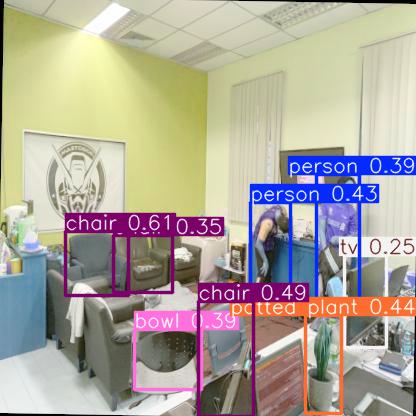 person 0.39
person 0.43
chair 0.61
0.35
tv 0.25
chair 0.49
potted plant 0.44
bowl 0.39